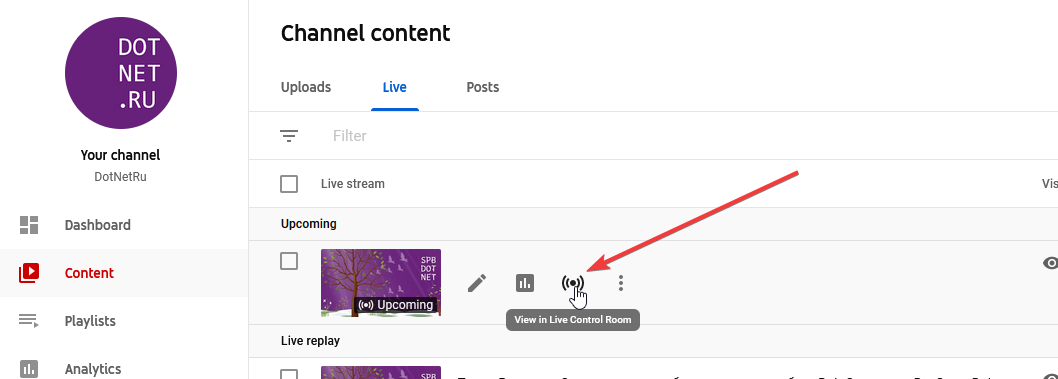 DOT
NET
.RU
Your channel
DotNetRu
Dashboard
Content
Playlists
Analytics
Channel content
Uploads Live Posts
Filter
Live stream Vis
Upcoming
SPB
DOT
NET
Upcoming
View in Live Control Room
Live replay